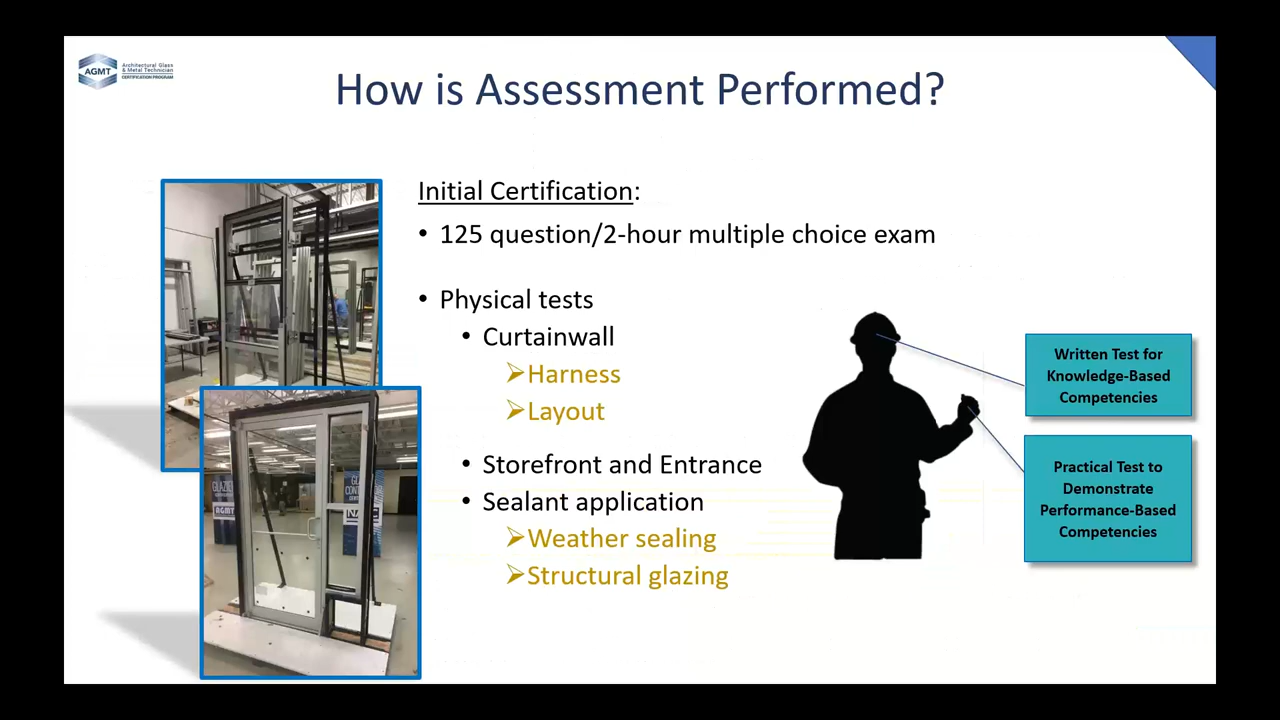 AGMT
Architectural Glass
& Metal Technician
CERTIFICATION PROGRAM
How is Assessment Performed?
Initial Certification:
• 125 question/2-hour multiple choice exam
• Physical tests
• Curtainwall
➢Harness
➢Layout
• Storefront and Entrance
• Sealant application
➢Weather sealing
➢Structural glazing
Written Test for
Knowledge-Based
Competencies
Practical Test to
Demonstrate
Performance-Based
Competencies
AGMT